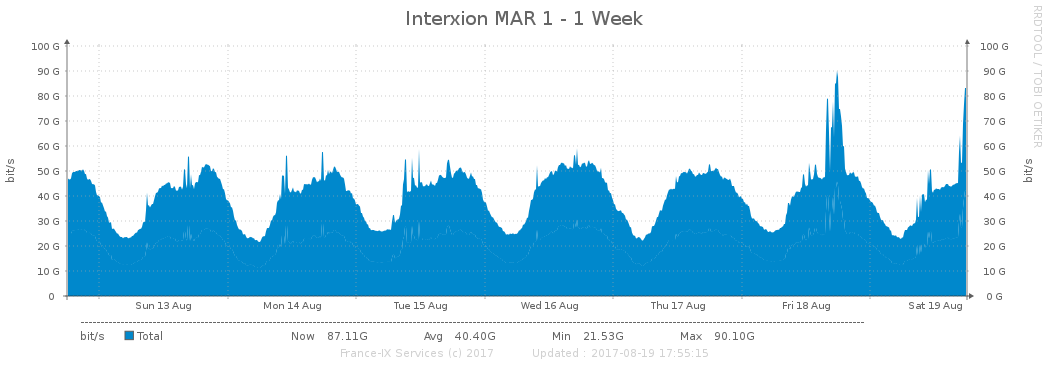 Interxion MAR 1 - 1 Week
RRDTOOL / TOBI OETIKER
100 G 100 G
90 G 90 G
80 G 80 G
70 G 70 G
60 G 60 G
50 G 50 G
40 G 40 G
30 G 30 G
20 G 20 G
10 G 10 G
0 0 G
bit/s
bit/s
Sun 13 Aug Mon 14 Aug Tue 15 Aug Wed 16 Aug Thu 17 Aug Fri 18 Aug Sat 19 Aug
bit/s Total Now 87.11G Avg 40.40G Min 21.53G Max 90.10G
France-IX Services (c) 2017 Updated : 2017-08-19 17:55:15